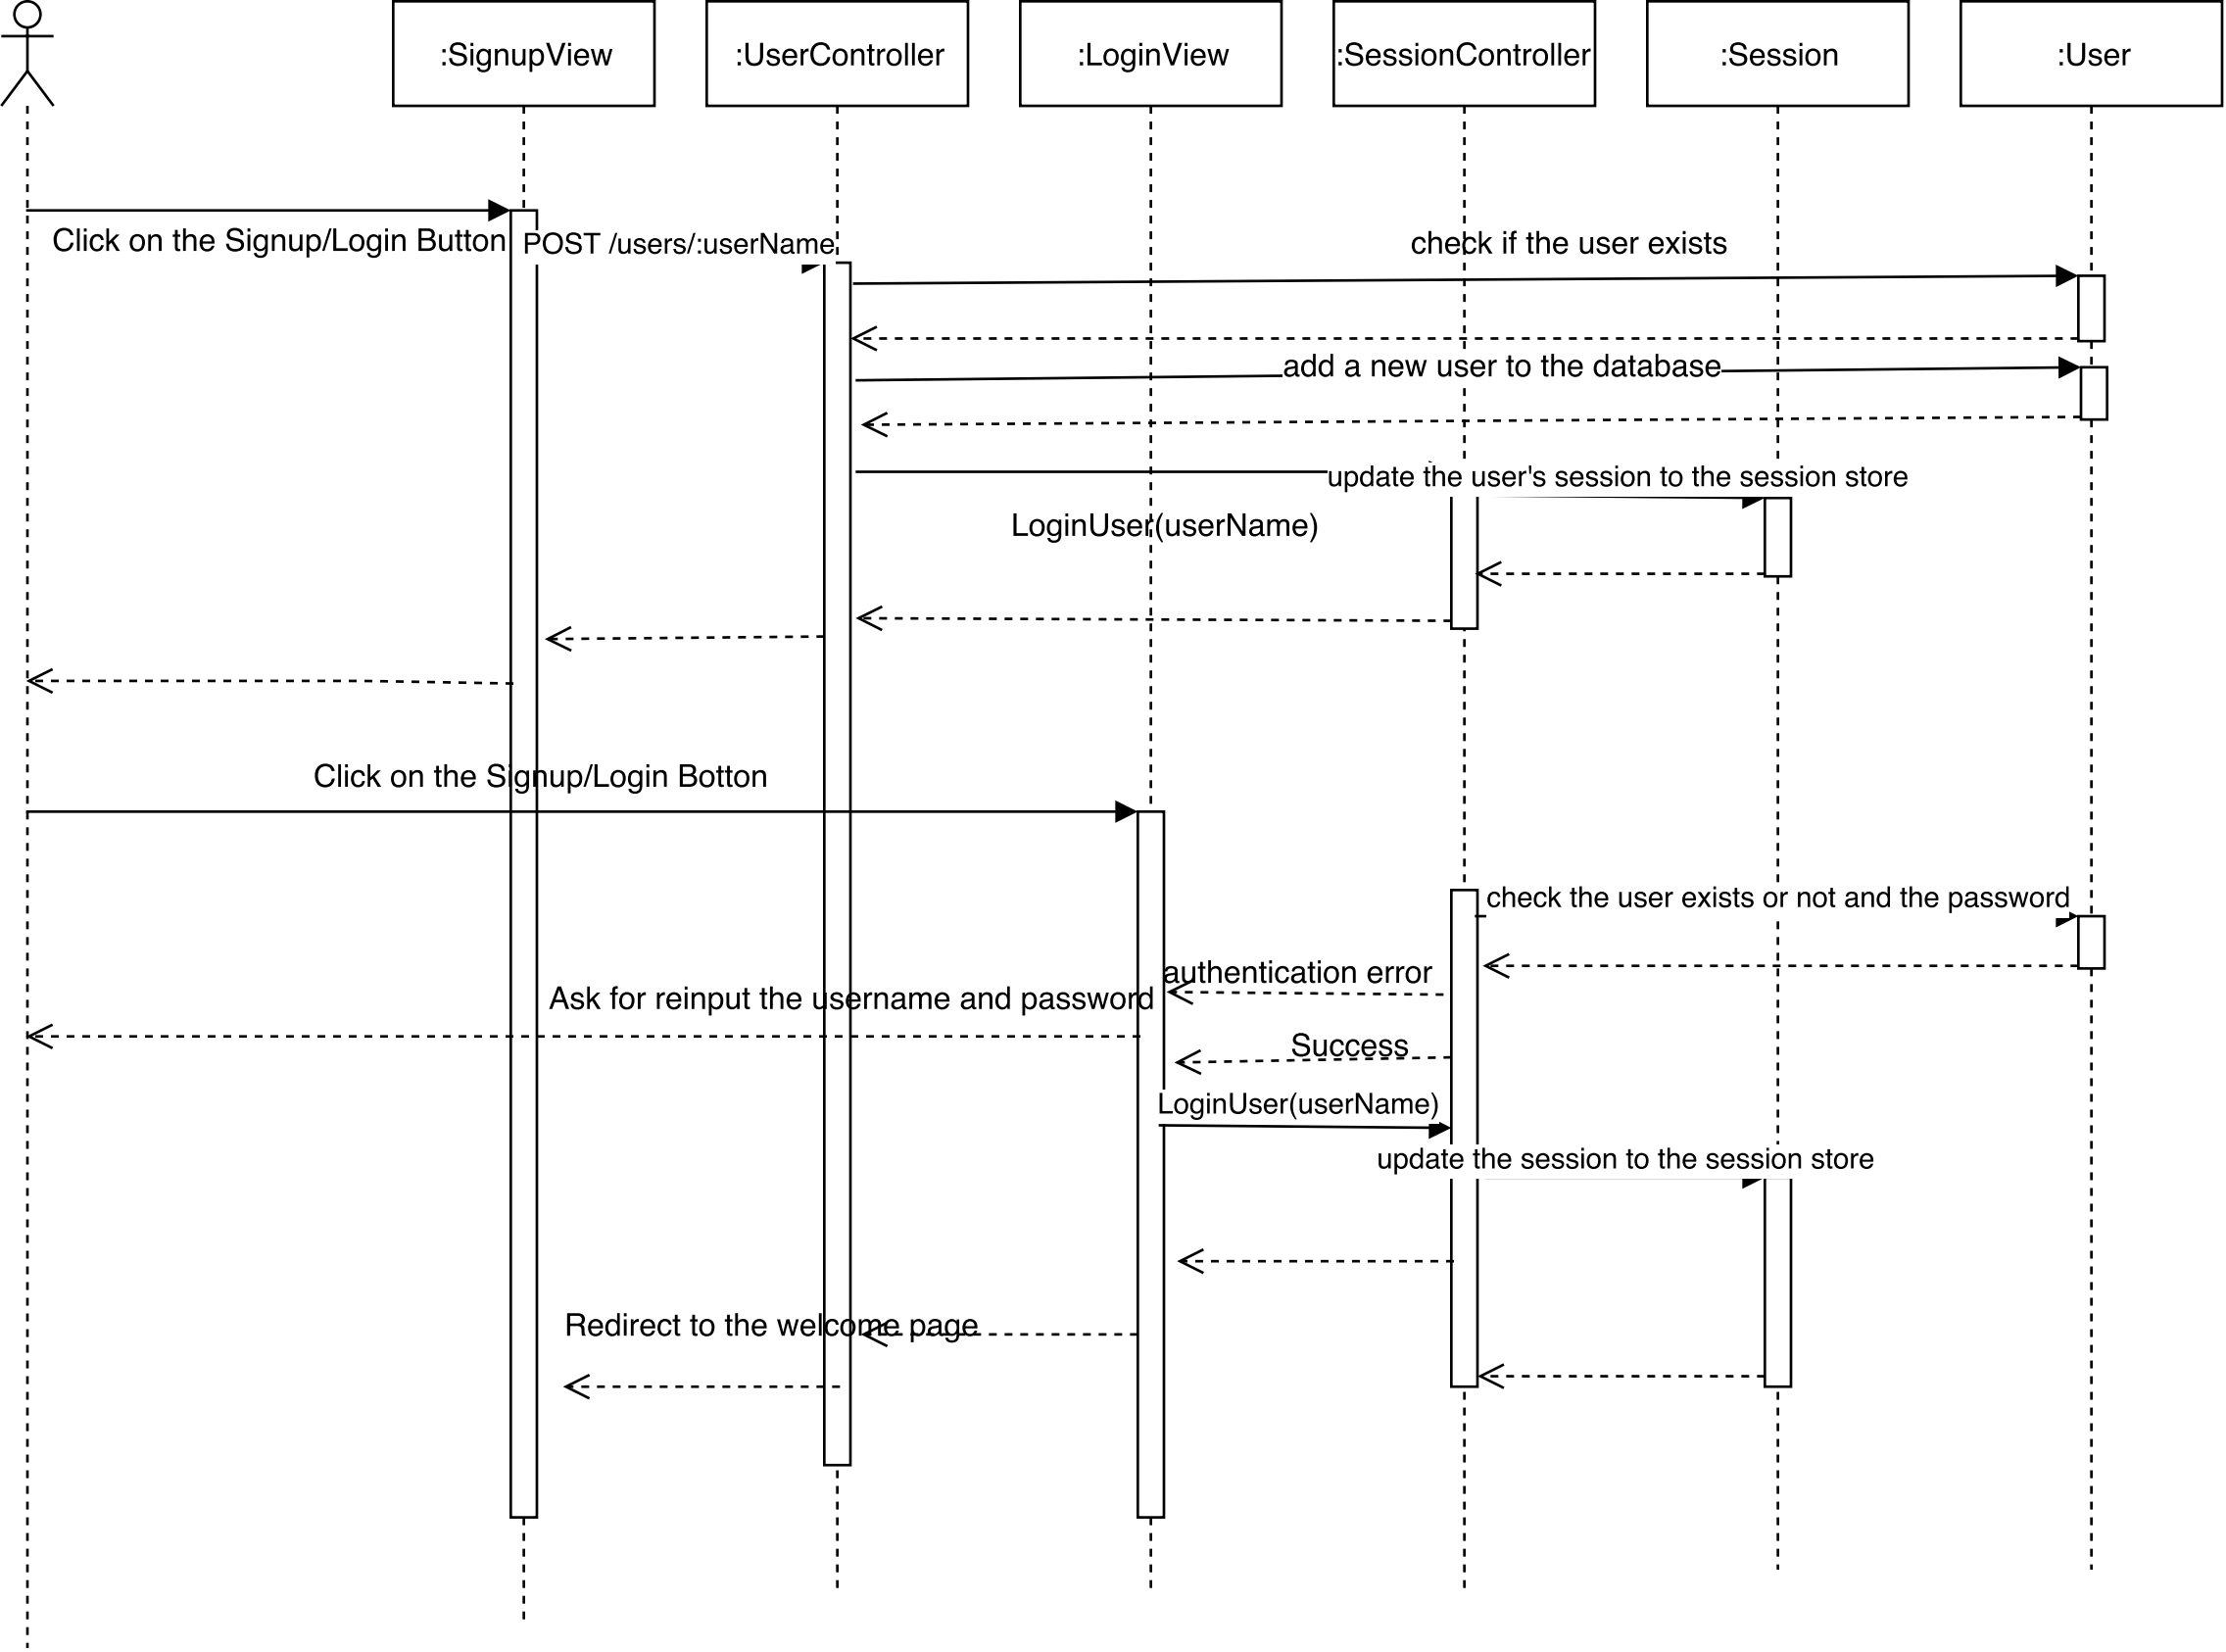 :SignupView
:UserController
:LoginView
:SessionController
:Session
:User
Click on the Signup/Login Button
POST /users/:userName
check if the user exists
add a new user to the database
update the user's session to the session store
LoginUser(userName)
Click on the Signup/Login Botton
check the user exists or not and the password
authentication error
Ask for reinput the username and password
Success
LoginUser(userName)
update the session to the session store
Redirect to the welcome page